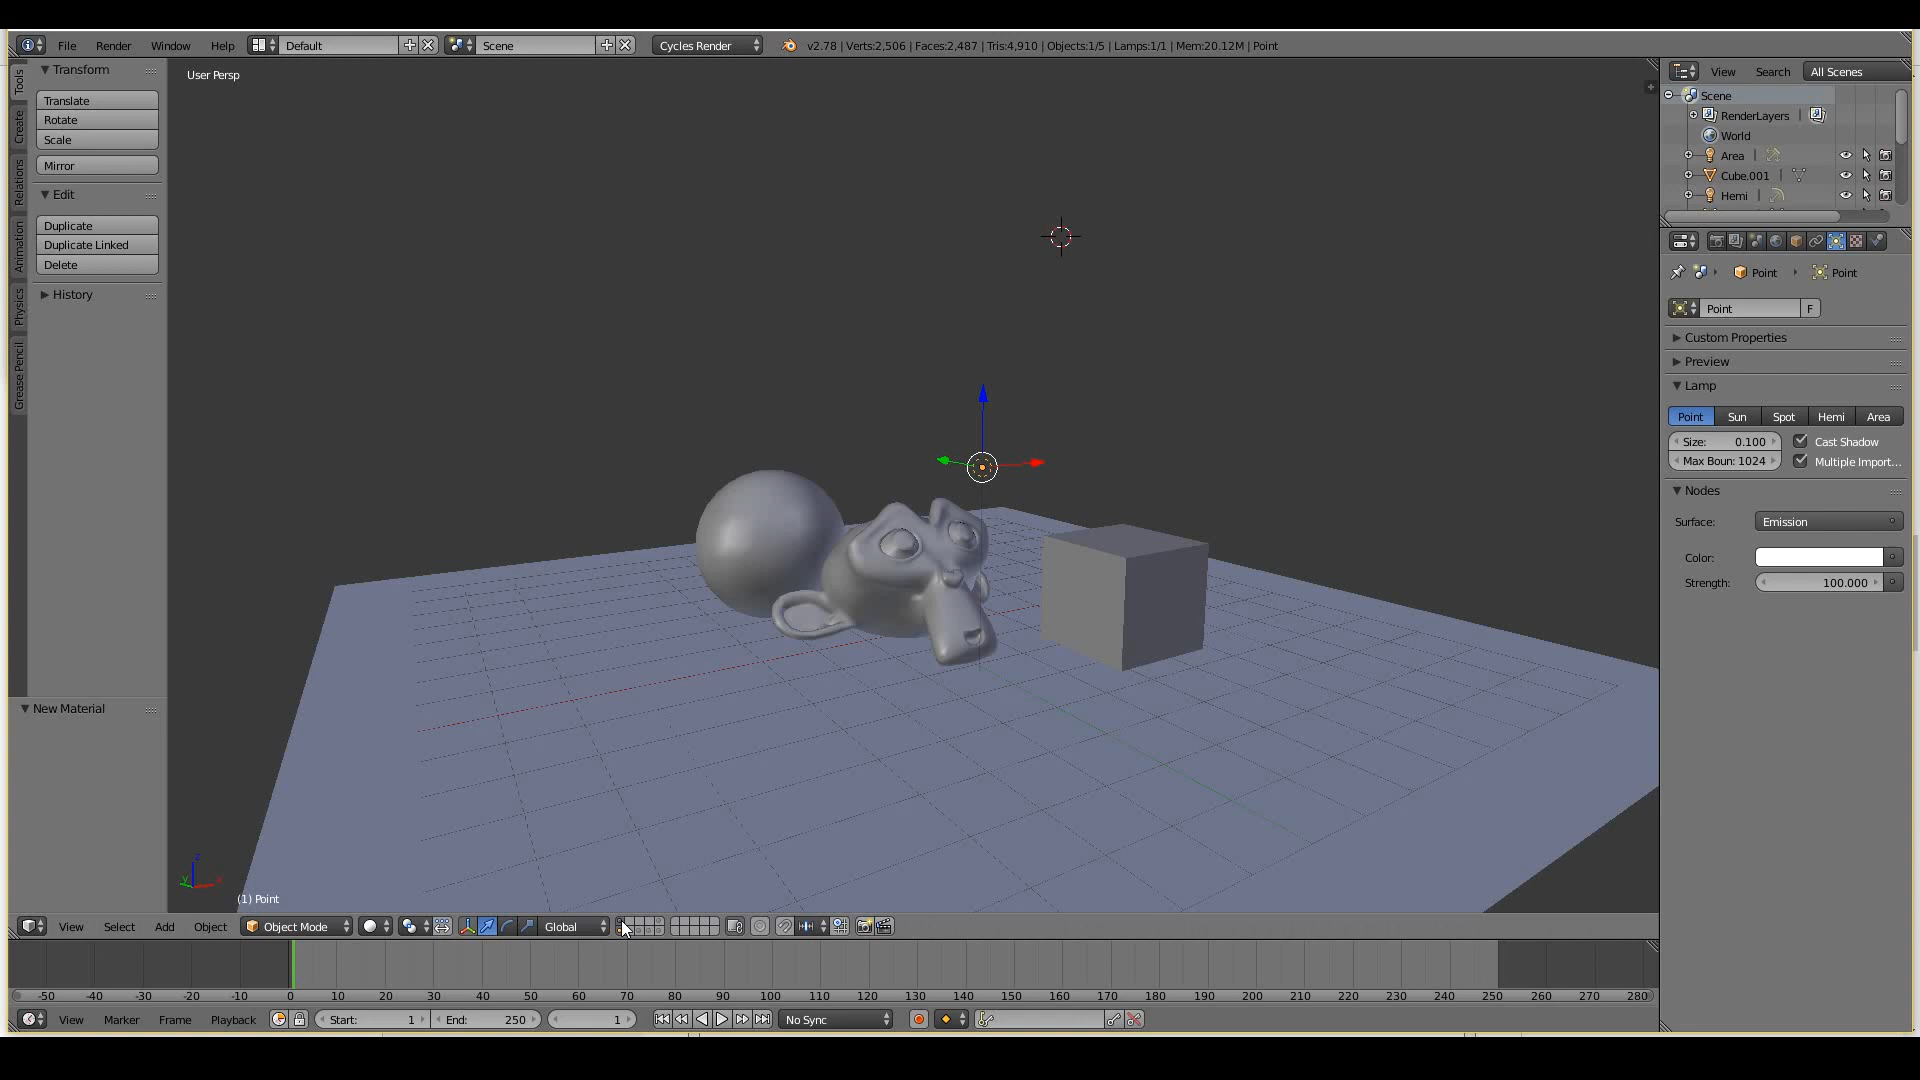 File Render Window Help Default Scene Cycles Render v2.78 | Verts:2,506 | Faces:2,487 | Tris:4,910 | Objects:1/5 | Lamps:1/1 | Mem:20.12M | Point
Tools
Create
Relations
Animation
Physics
Grease Pencil
Transform
Translate
Rotate
Scale
Mirror
Edit
Duplicate
Duplicate Linked
Delete
History
New Material
User Persp
z
y
x
(1) Point
View Search All Scenes
Scene
RenderLayers |
World
Area |
Cube.001 |
Hemi |
Point Point
Point F
Custom Properties
Preview
Lamp
Point Sun Spot Hemi Area
Size: 0.100 Cast Shadow
Max Boun: 1024 Multiple Import...
Nodes
Surface: Emission
Color:
Strength: 100.000
View Select Add Object Object Mode Global
-50 -40 -30 -20 -10 0 10 20 30 40 50 60 70 80 90 100 110 120 130 140 150 160 170 180 190 200 210 220 230 240 250 260 270 280
View Marker Frame Playback Start: 1 End: 250 1 No Sync